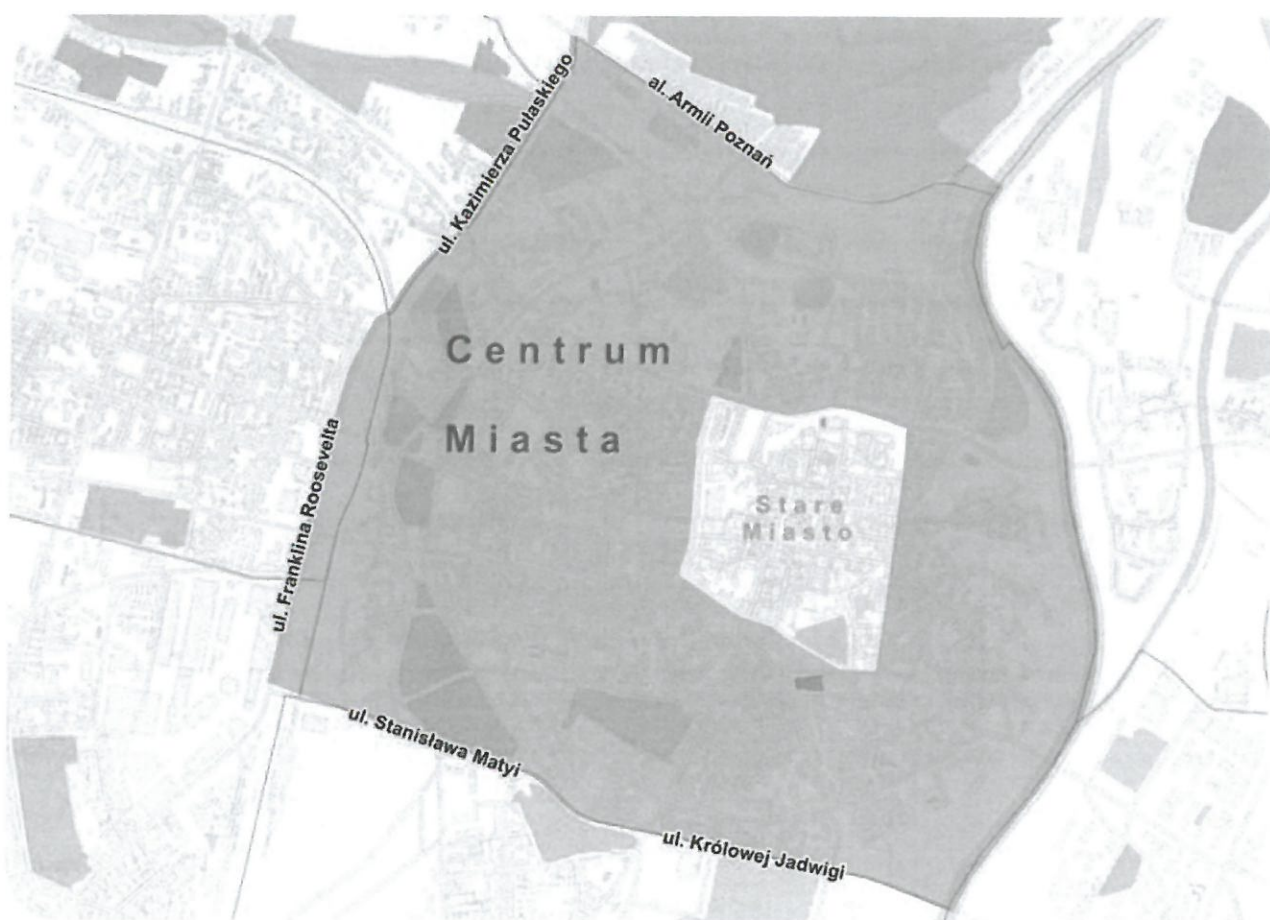 al. Armii Poznań
ul. Kazimierza Pułaskiego
Centrum
Miasta
Stare
Miasto
ul. Franklina Roosevelta
ul. Stanisława Matyi
ul. Królowej Jadwigi